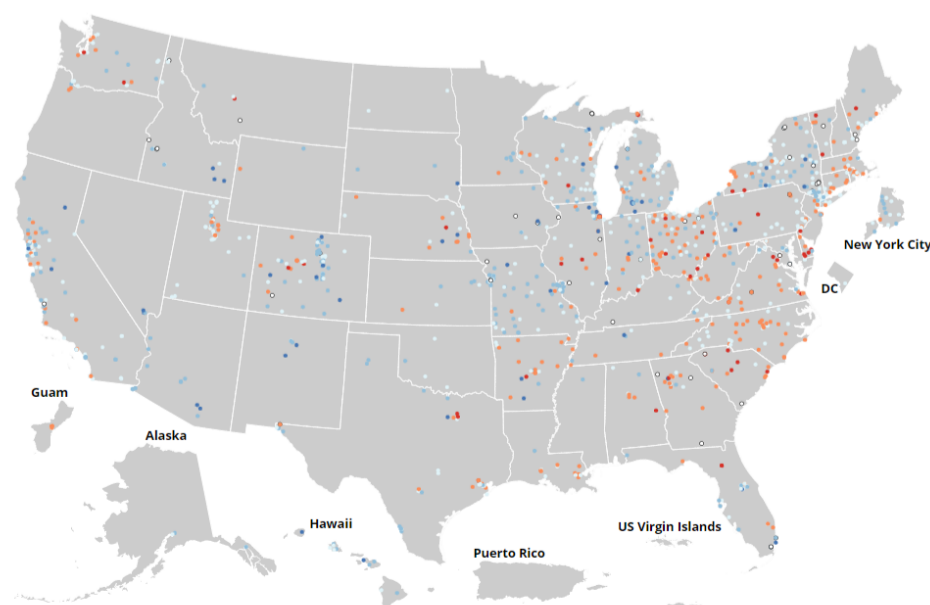 New York City
DC
Guam
Alaska
Hawaii
US Virgin Islands
Puerto Rico